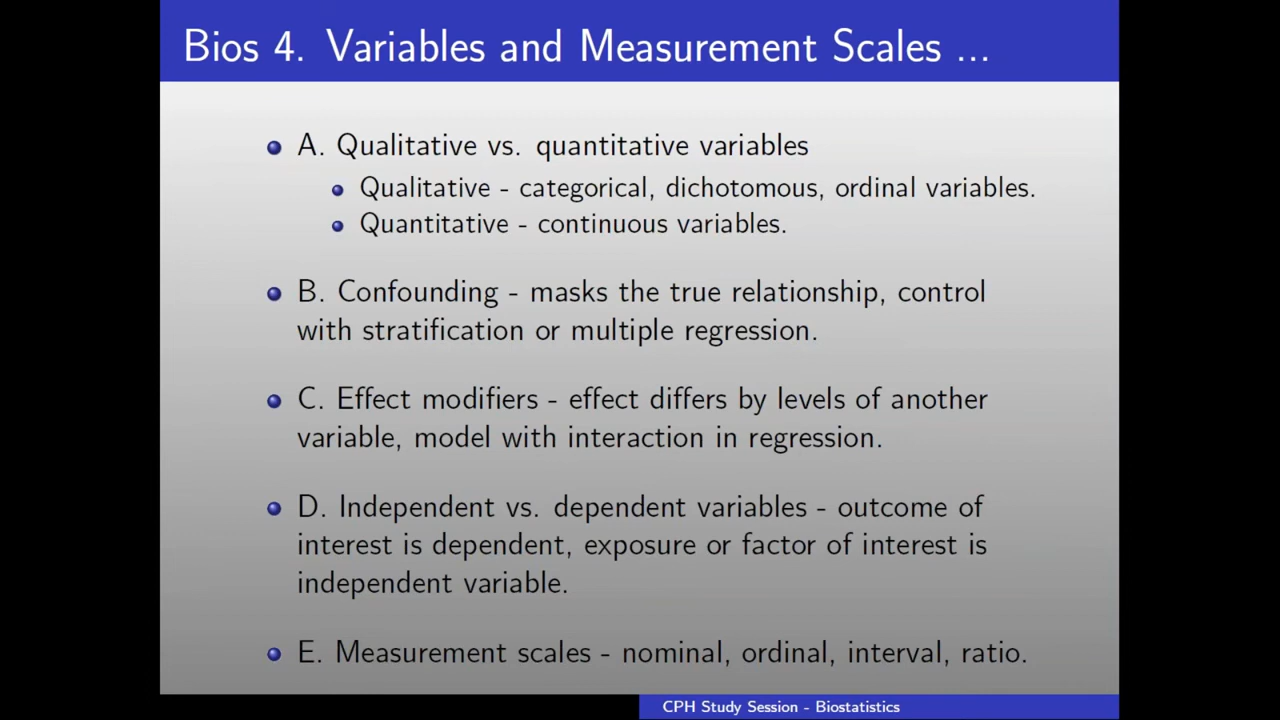 Bios 4. Variables and Measurement Scales ...
A. Qualitative vs. quantitative variables
Qualitative - categorical, dichotomous, ordinal variables.
Quantitative - continuous variables.
B. Confounding - masks the true relationship, control
with stratification or multiple regression.
C. Effect modifiers - effect differs by levels of another
variable, model with interaction in regression.
D. Independent vs. dependent variables - outcome of
interest is dependent, exposure or factor of interest is
independent variable.
E. Measurement scales - nominal, ordinal, interval, ratio.
CPH Study Session - Biostatistics